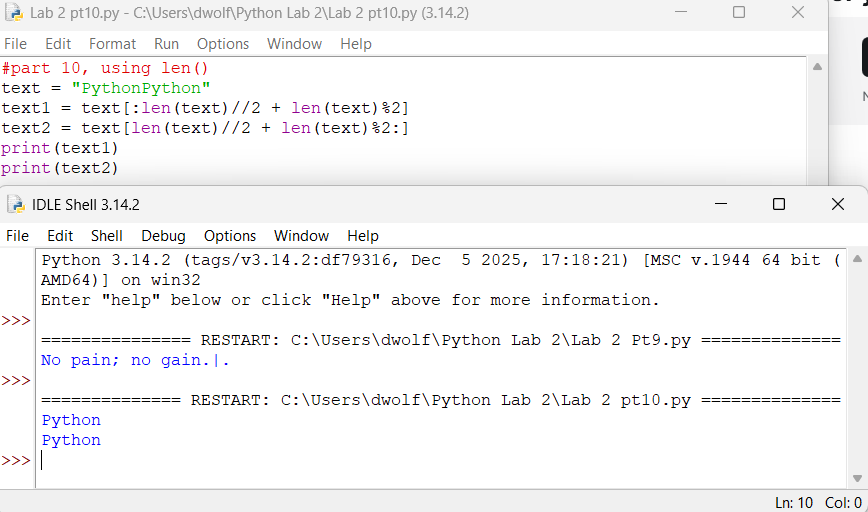 Lab 2 pt10.py - C:\Users\dwolf\Python Lab 2\Lab 2 pt10.py (3.14.2)
File Edit Format Run Options Window Help
#part 10, using len()
text = "PythonPython"
text1 = text[:len(text)//2 + len(text)%2]
text2 = text[len(text)//2 + len(text)%2:]
print(text1)
print(text2)
IDLE Shell 3.14.2
File Edit Shell Debug Options Window Help
Python 3.14.2 (tags/v3.14.2:df79316, Dec  5 2025, 17:18:21) [MSC v.1944 64 bit (
AMD64)] on win32
Enter "help" below or click "Help" above for more information.
>>>
=============== RESTART: C:\Users\dwolf\Python Lab 2\Lab 2 Pt9.py ==============
No pain; no gain.|.
>>>
============== RESTART: C:\Users\dwolf\Python Lab 2\Lab 2 pt10.py ==============
Python
Python
>>>
Ln: 10 Col: 0